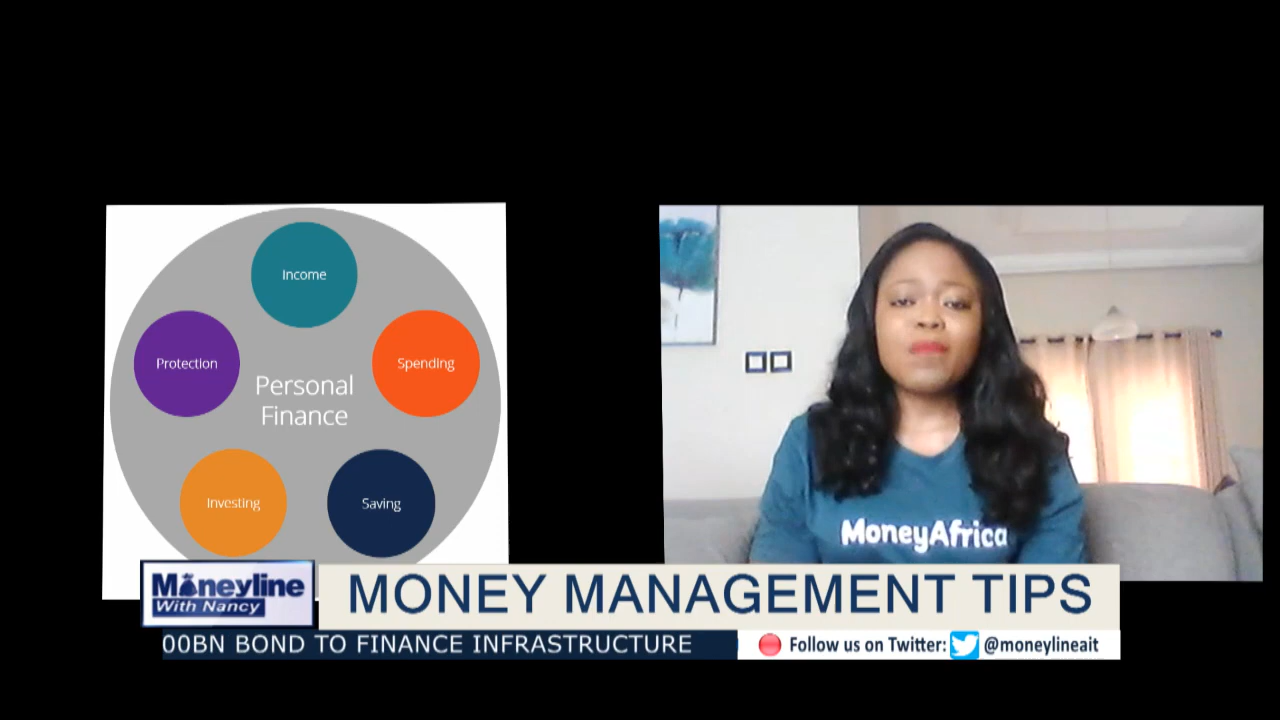 Income
Protection
Spending
Personal
Finance
Investing
Saving
MoneyAfrica
Moneyline
With Nancy
MONEY MANAGEMENT TIPS
00BN BOND TO FINANCE INFRASTRUCTURE
Follow us on Twitter: @moneylineait